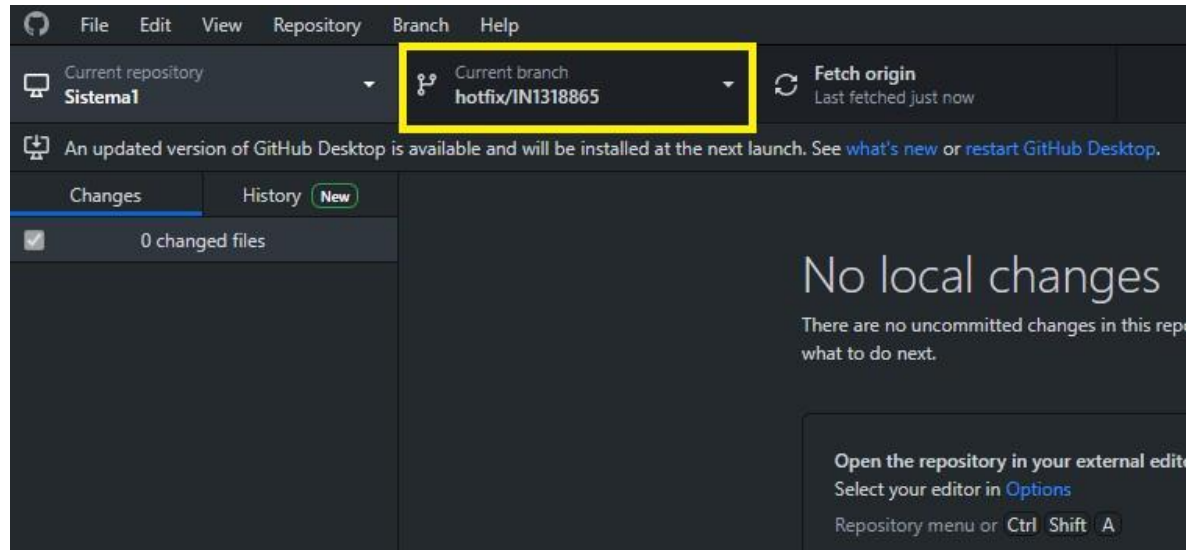 File Edit View Repository Branch Help
Current repository
Sistema1
Current branch
hotfix/IN1318865
Fetch origin
Last fetched just now
An updated version of GitHub Desktop is available and will be installed at the next launch. See what's new or restart GitHub Desktop.
Changes
History New
0 changed files
No local changes
There are no uncommitted changes in this
what to do next.
Open the repository in your external
Select your editor in Options
Repository menu or Ctrl Shift A